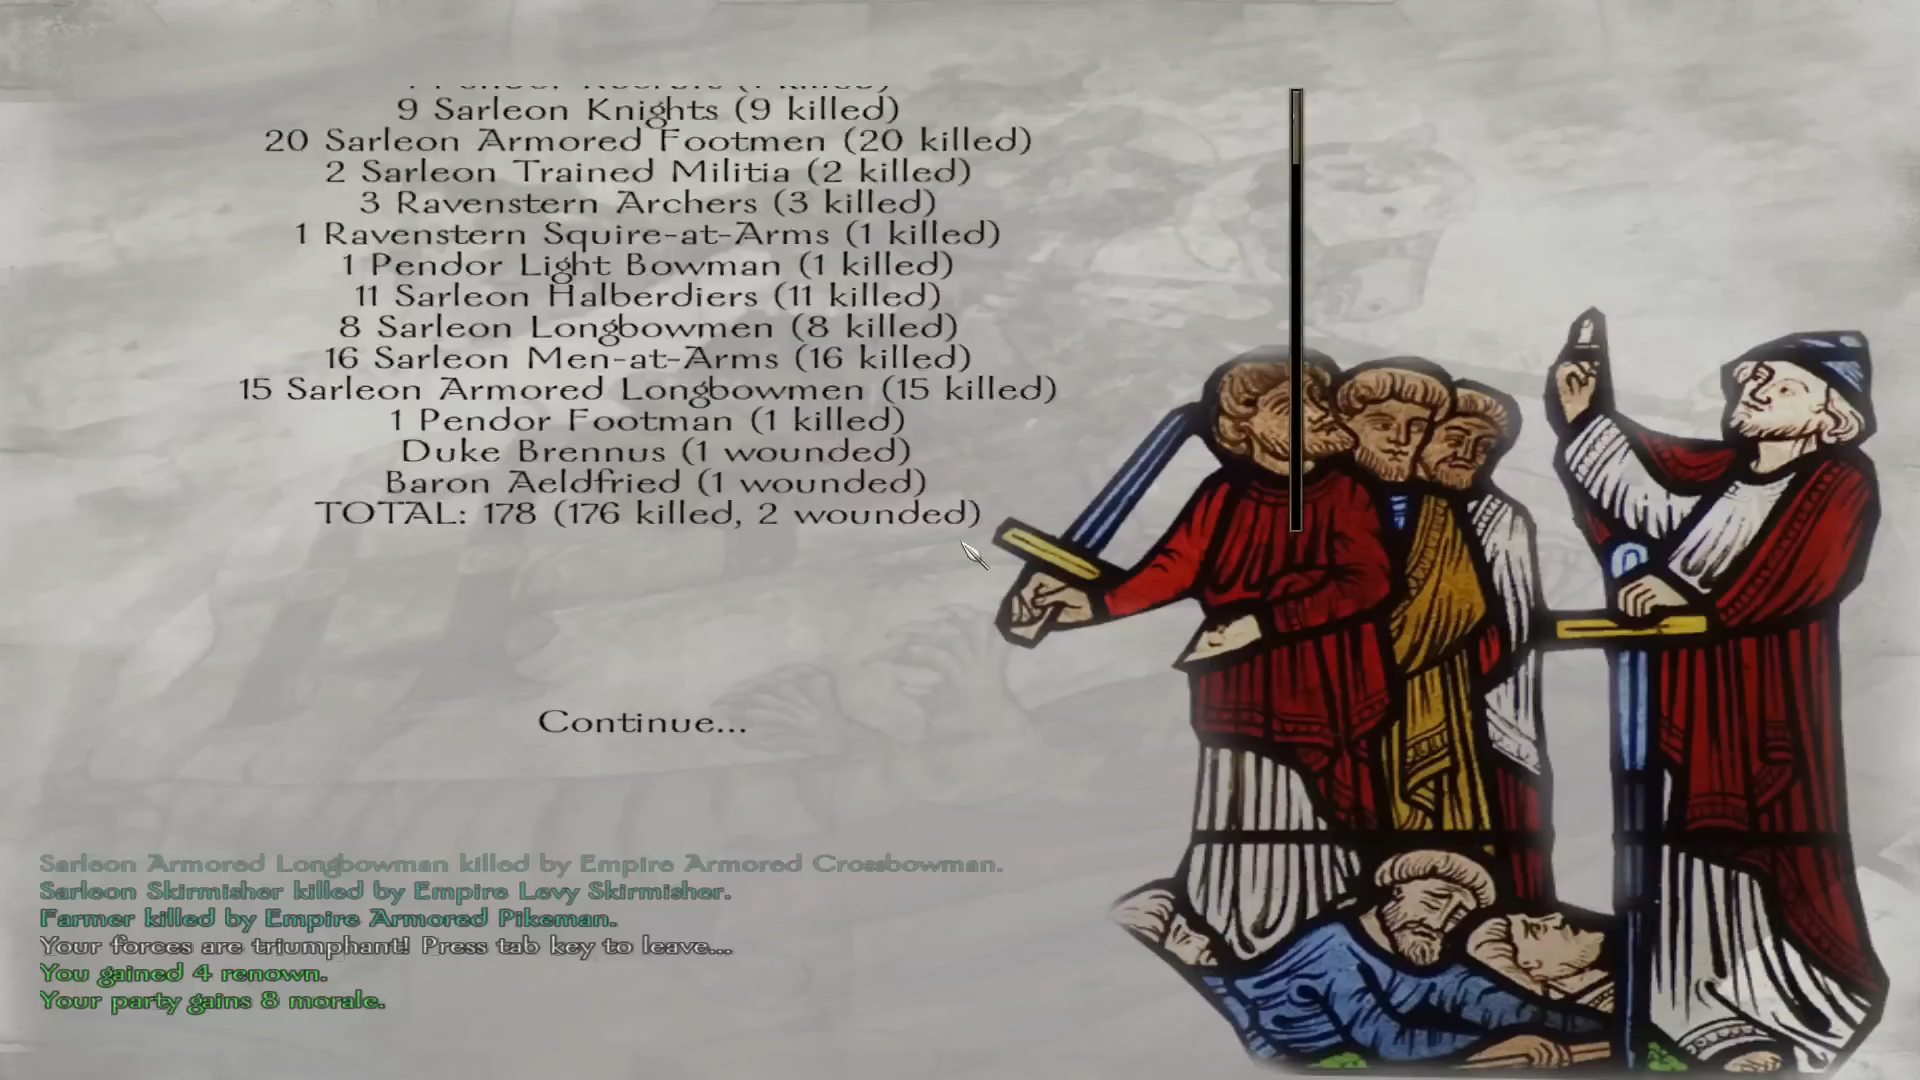 9 Sarleon Knights (9 killed)
20 Sarleon Armored Footmen (20 killed)
2 Sarleon Trained Militia (2 killed)
3 Ravenstern Archers (3 killed)
1 Ravenstern Squire-at-Arms (1 killed)
1 Pendor Light Bowman (1 killed)
11 Sarleon Halberdiers (11 killed)
8 Sarleon Longbowmen (8 killed)
16 Sarleon Men-at-Arms (16 killed)
15 Sarleon Armored Longbowmen (15 killed)
1 Pendor Footman (1 killed)
Duke Brennus (1 wounded)
Baron Aeldfried (1 wounded)
TOTAL: 178 (176 killed, 2 wounded)
Continue...
Sarleon Armored Longbowman killed by Empire Armored Crossbowman.
Sarleon Skirmisher killed by Empire Levy Skirmisher.
Farmer killed by Empire Armored Pikeman.
Your forces are triumphant! Press tab key to leave...
You gained 4 renown.
Your party gains 8 morale.